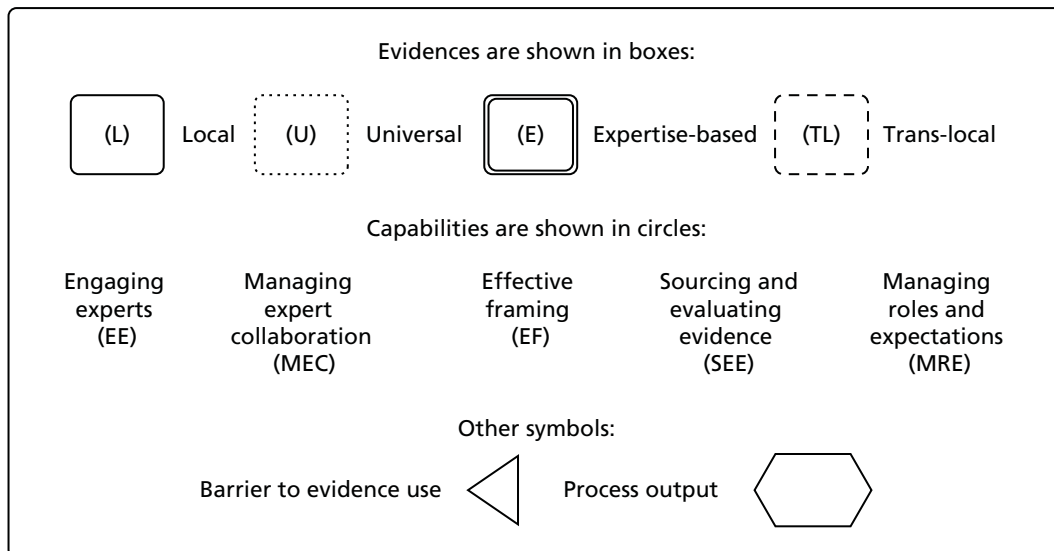 Evidences are shown in boxes:
(L) Local (U) Universal (E) Expertise-based (TL) Trans-local
Capabilities are shown in circles:
Engaging
experts
(EE)
Managing
expert
collaboration
(MEC)
Effective
framing
(EF)
Sourcing and
evaluating
evidence
(SEE)
Managing
roles and
expectations
(MRE)
Other symbols:
Barrier to evidence use Process output